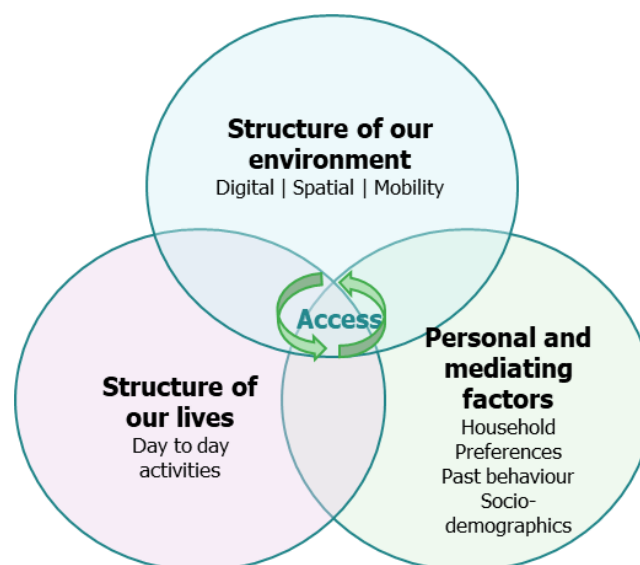 Structure of our
environment
Digital | Spatial | Mobility
Access
Structure of
our lives
Day to day
activities
Personal and
mediating
factors
Household
Preferences
Past behaviour
Socio-
demographics